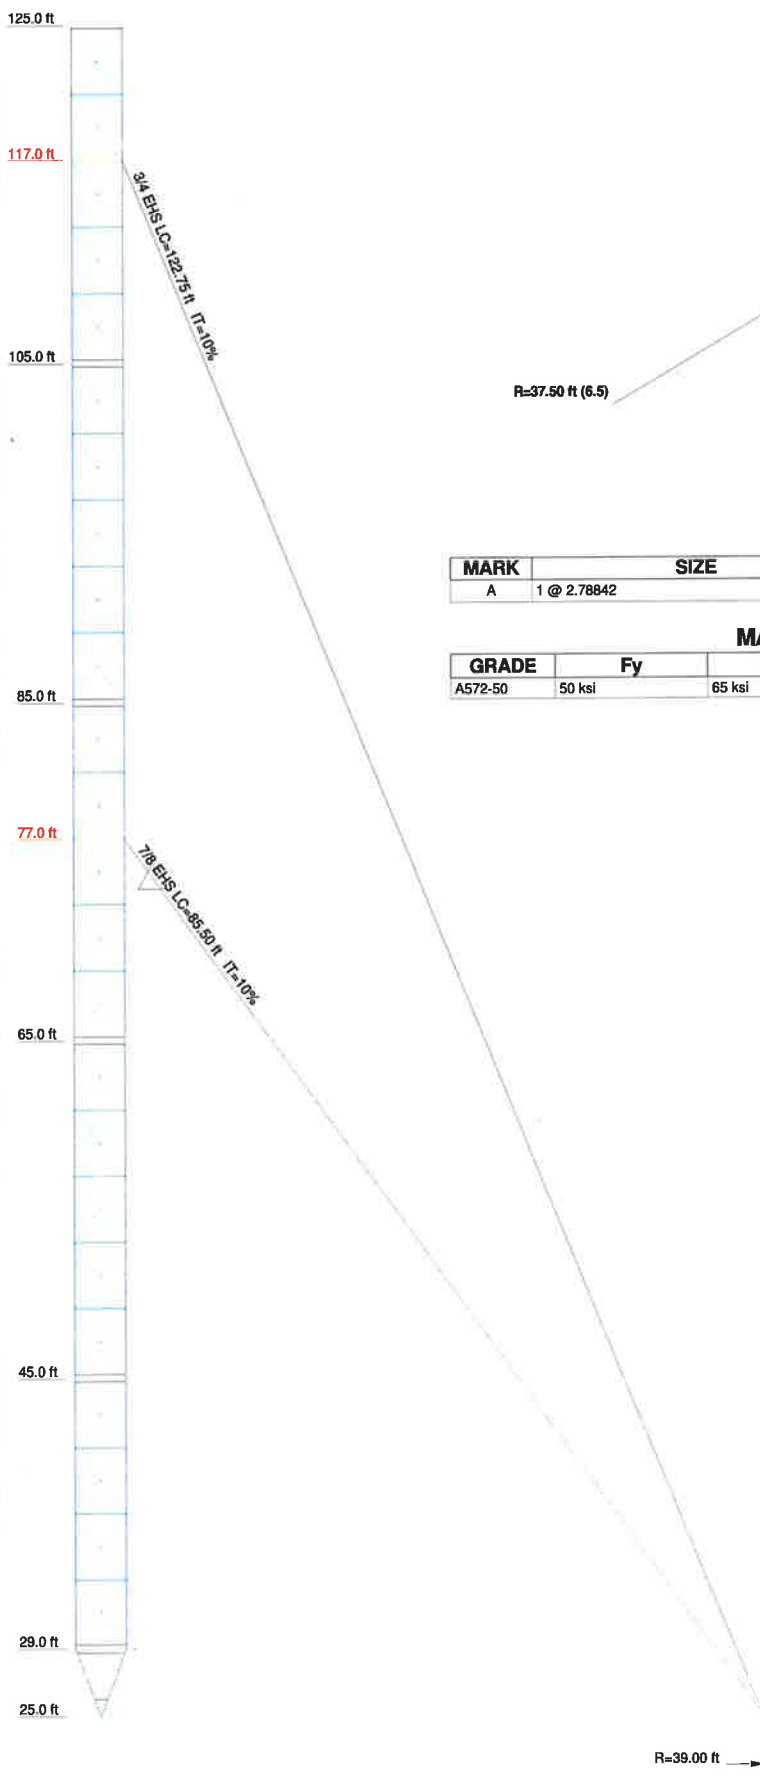 125.0 ft
117.0 ft
3/4 EHS LC=122.75 ft IT=10%
105.0 ft
R=37.50 ft (6.5)
MARK SIZE
A 1 @ 2.78842
MA
GRADE Fy
A572-50 50 ksi 65 ksi
85.0 ft
77.0 ft
7/8 EHS LC=85.50 ft IT=10%
65.0 ft
45.0 ft
29.0 ft
25.0 ft
R=39.00 ft